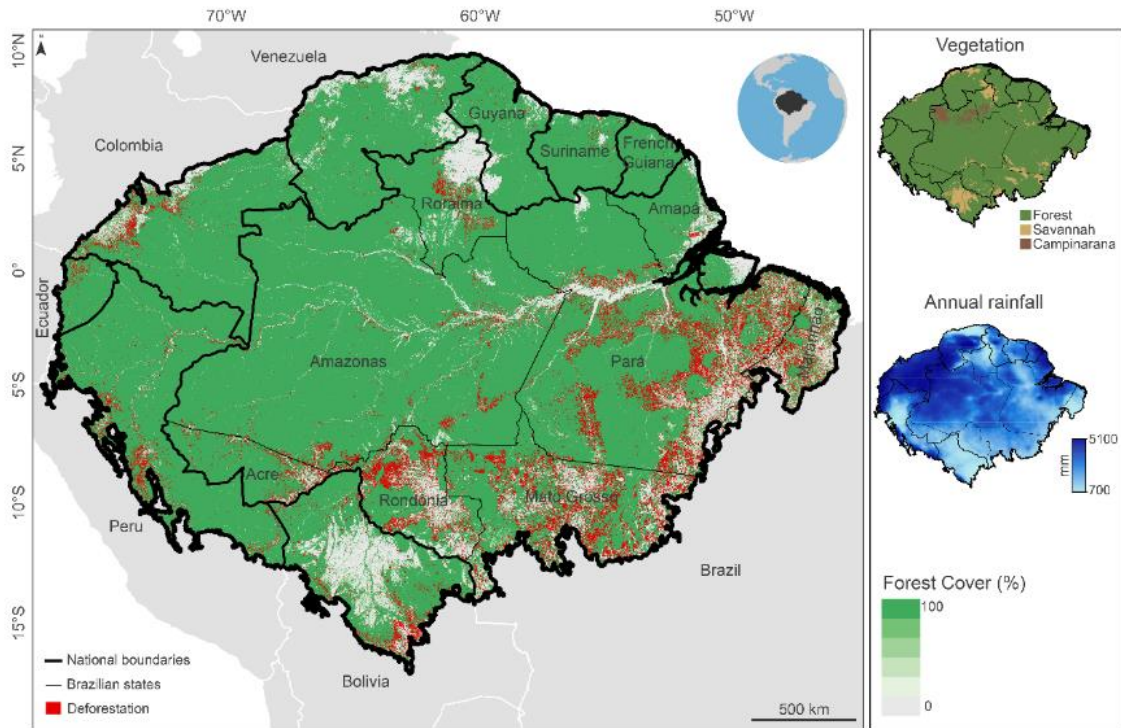 70°W
60°W
50°W
10°N
5°N
0°
5°S
10°S
15°S
Venezuela
Guyana
Suriname
French
Guiana
Colombia
Roraima
Amapá
Ecuador
Amazonas
Pará
Maranhão
Acre
Rondônia
Mato Grosso
Peru
Brazil
Bolivia
National boundaries
Brazilian states
Deforestation
500 km
Vegetation
Forest
Savannah
Campinarana
Annual rainfall
5100
mm
700
Forest Cover (%)
100
0